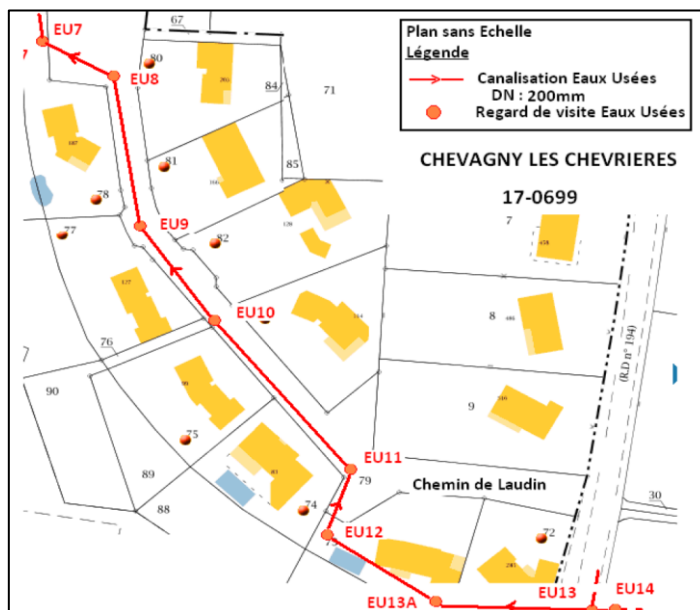 67
Plan sans Echelle
Légende
Canalisation Eaux Usées
DN : 200mm
Regard de visite Eaux Usées
EU7
7
EU8
80
84
71
CHEVAGNY LES CHEVRIERES
17-0699
81
85
78
77
EU9
82
7
8
(R.D n° 194)
EU10
76
90
9
75
89
88
EU11
79
Chemin de Laudin
74
30
EU12
72
EU13A
EU13
EU14